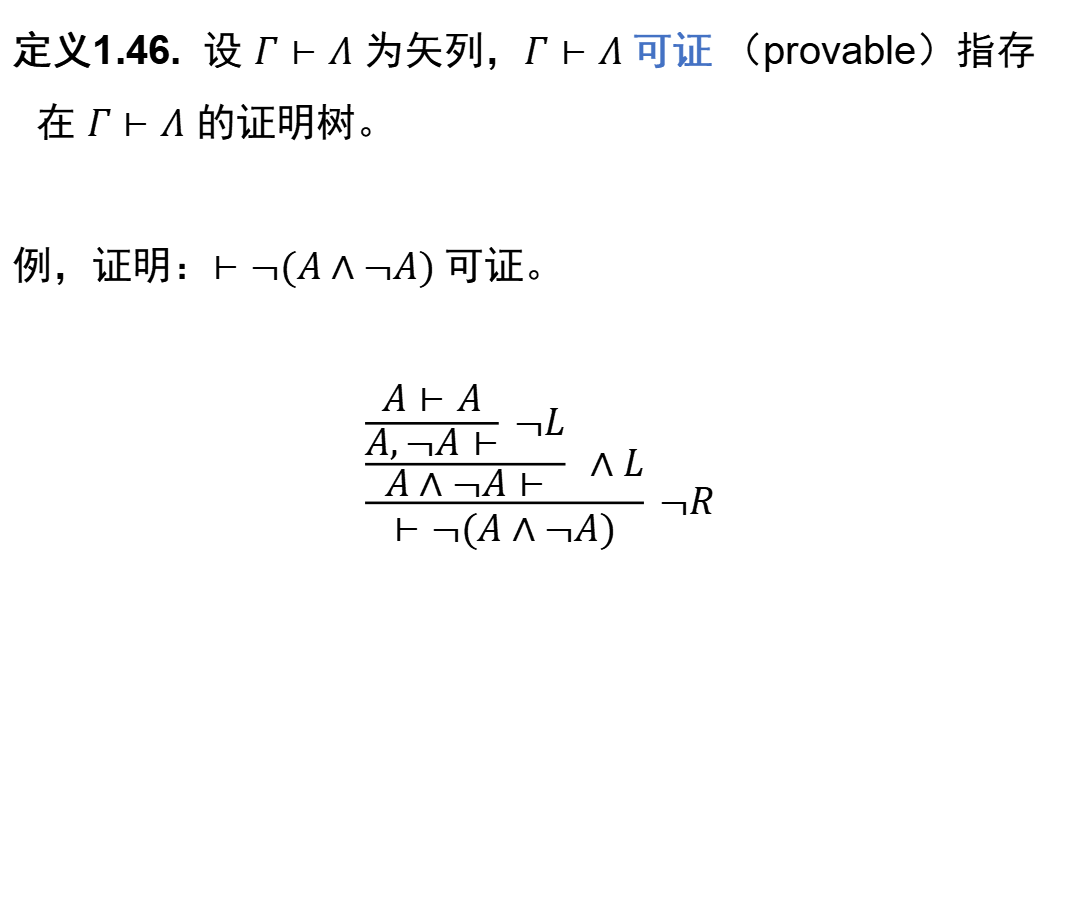 定义1.46. 设 Γ ⊢ Λ 为矢列，Γ ⊢ Λ 可证 （provable）指存
在 Γ ⊢ Λ 的证明树。
例，证明：⊢ ¬(A ∧ ¬A) 可证。
A ⊢ A
¬L
A, ¬A ⊢
∧ L
A ∧ ¬A ⊢
¬R
⊢ ¬(A ∧ ¬A)